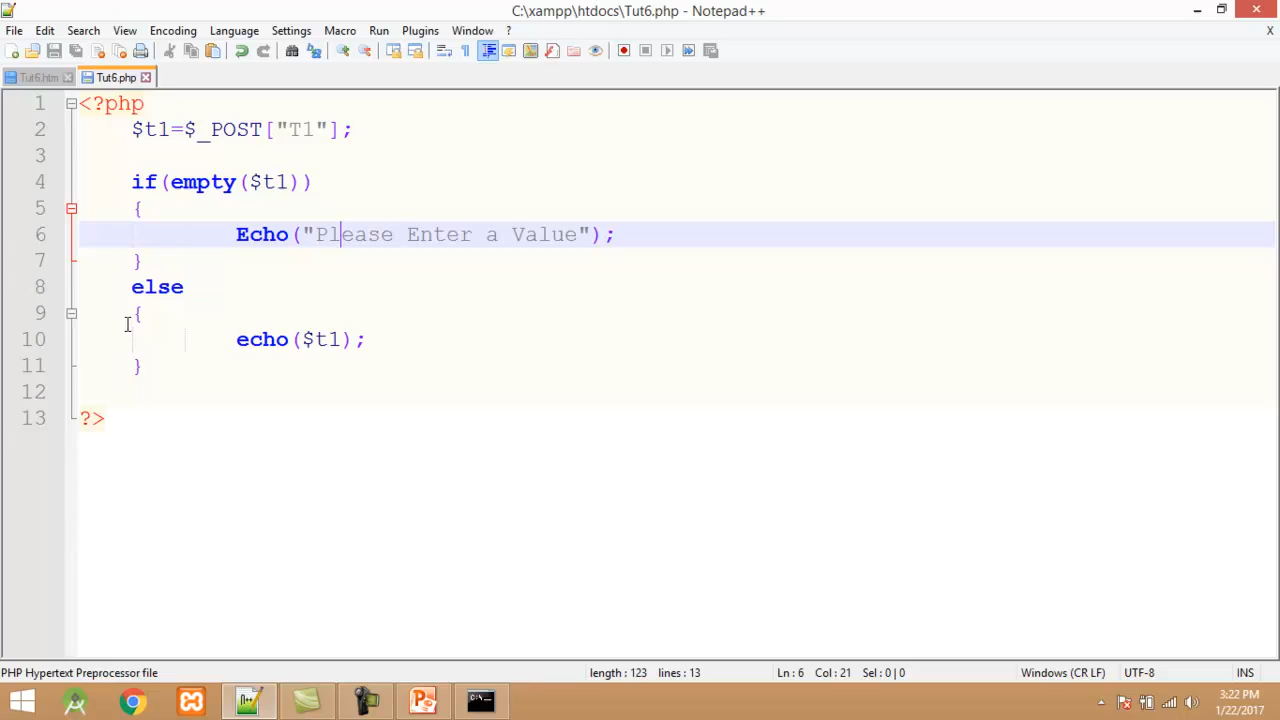 C:\xampp\htdocs\Tut6.php - Notepad++
File Edit Search View Encoding Language Settings Macro Run Plugins Window ? X
Tut6.htm Tut6.php
1 <?php
2 $t1=$_POST["T1"];
3
4 if(empty($t1))
5 {
6 Echo("Please Enter a Value");
7 }
8 else
9 {
10 echo($t1);
11 }
12
13 ?>
PHP Hypertext Preprocessor file length : 123 lines : 13 Ln : 6 Col : 21 Sel : 0 | 0 Windows (CR LF) UTF-8 INS
3:22 PM
1/22/2017